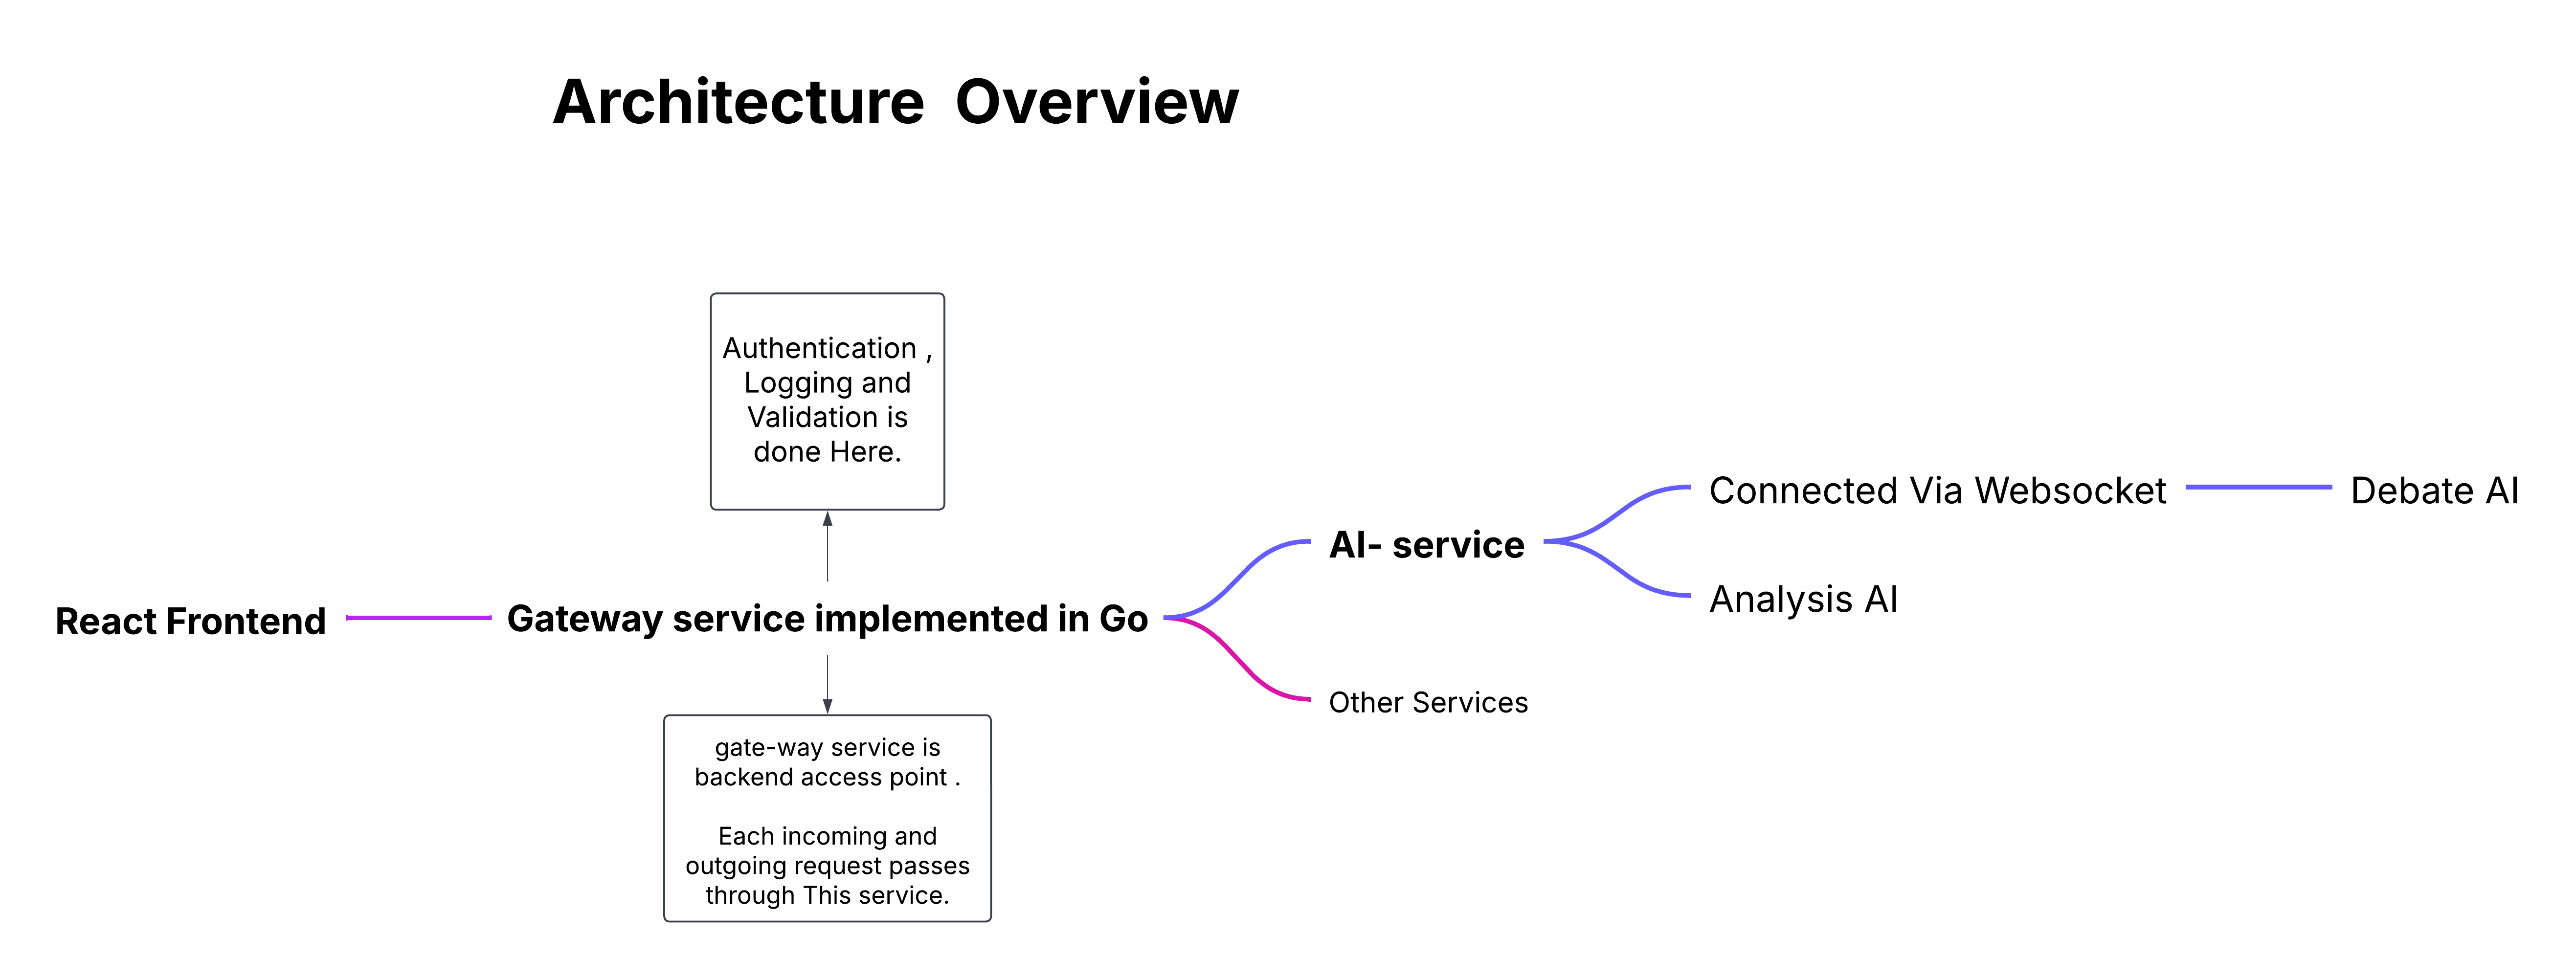 Architecture  Overview
Authentication ,
Logging and
Validation is
done Here.
React Frontend
Gateway service implemented in Go
gate-way service is
backend access point .
Each incoming and
outgoing request passes
through This service.
AI- service
Connected Via Websocket
Debate AI
Analysis AI
Other Services